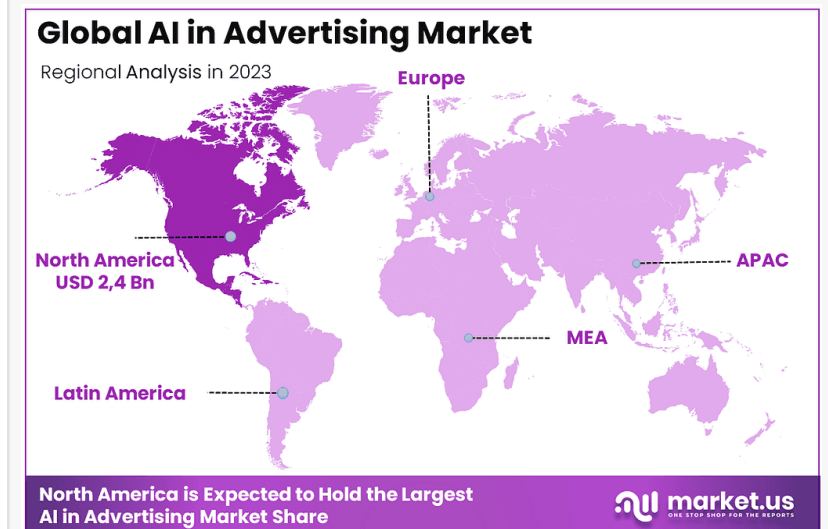 Global AI in Advertising Market
Regional Analysis in 2023
Europe
North America
USD 2,4 Bn
APAC
MEA
Latin America
North America is Expected to Hold the Largest
AI in Advertising Market Share
market.us
ONE STOP SHOP FOR THE REPORTS